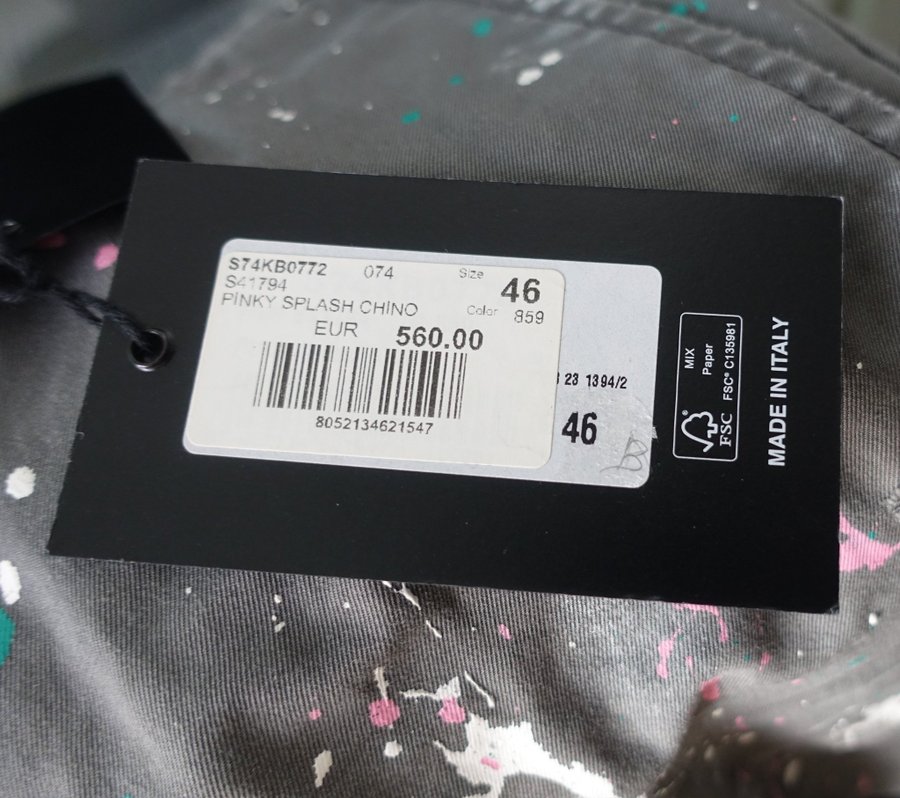 S74KB0772 074 Size 46
S41794
PINKY SPLASH CHINO Color 859
EUR 560.00
8052134621547
23 1394/2
46
MIX
Paper
FSC
FSC® C135981
MADE IN ITALY